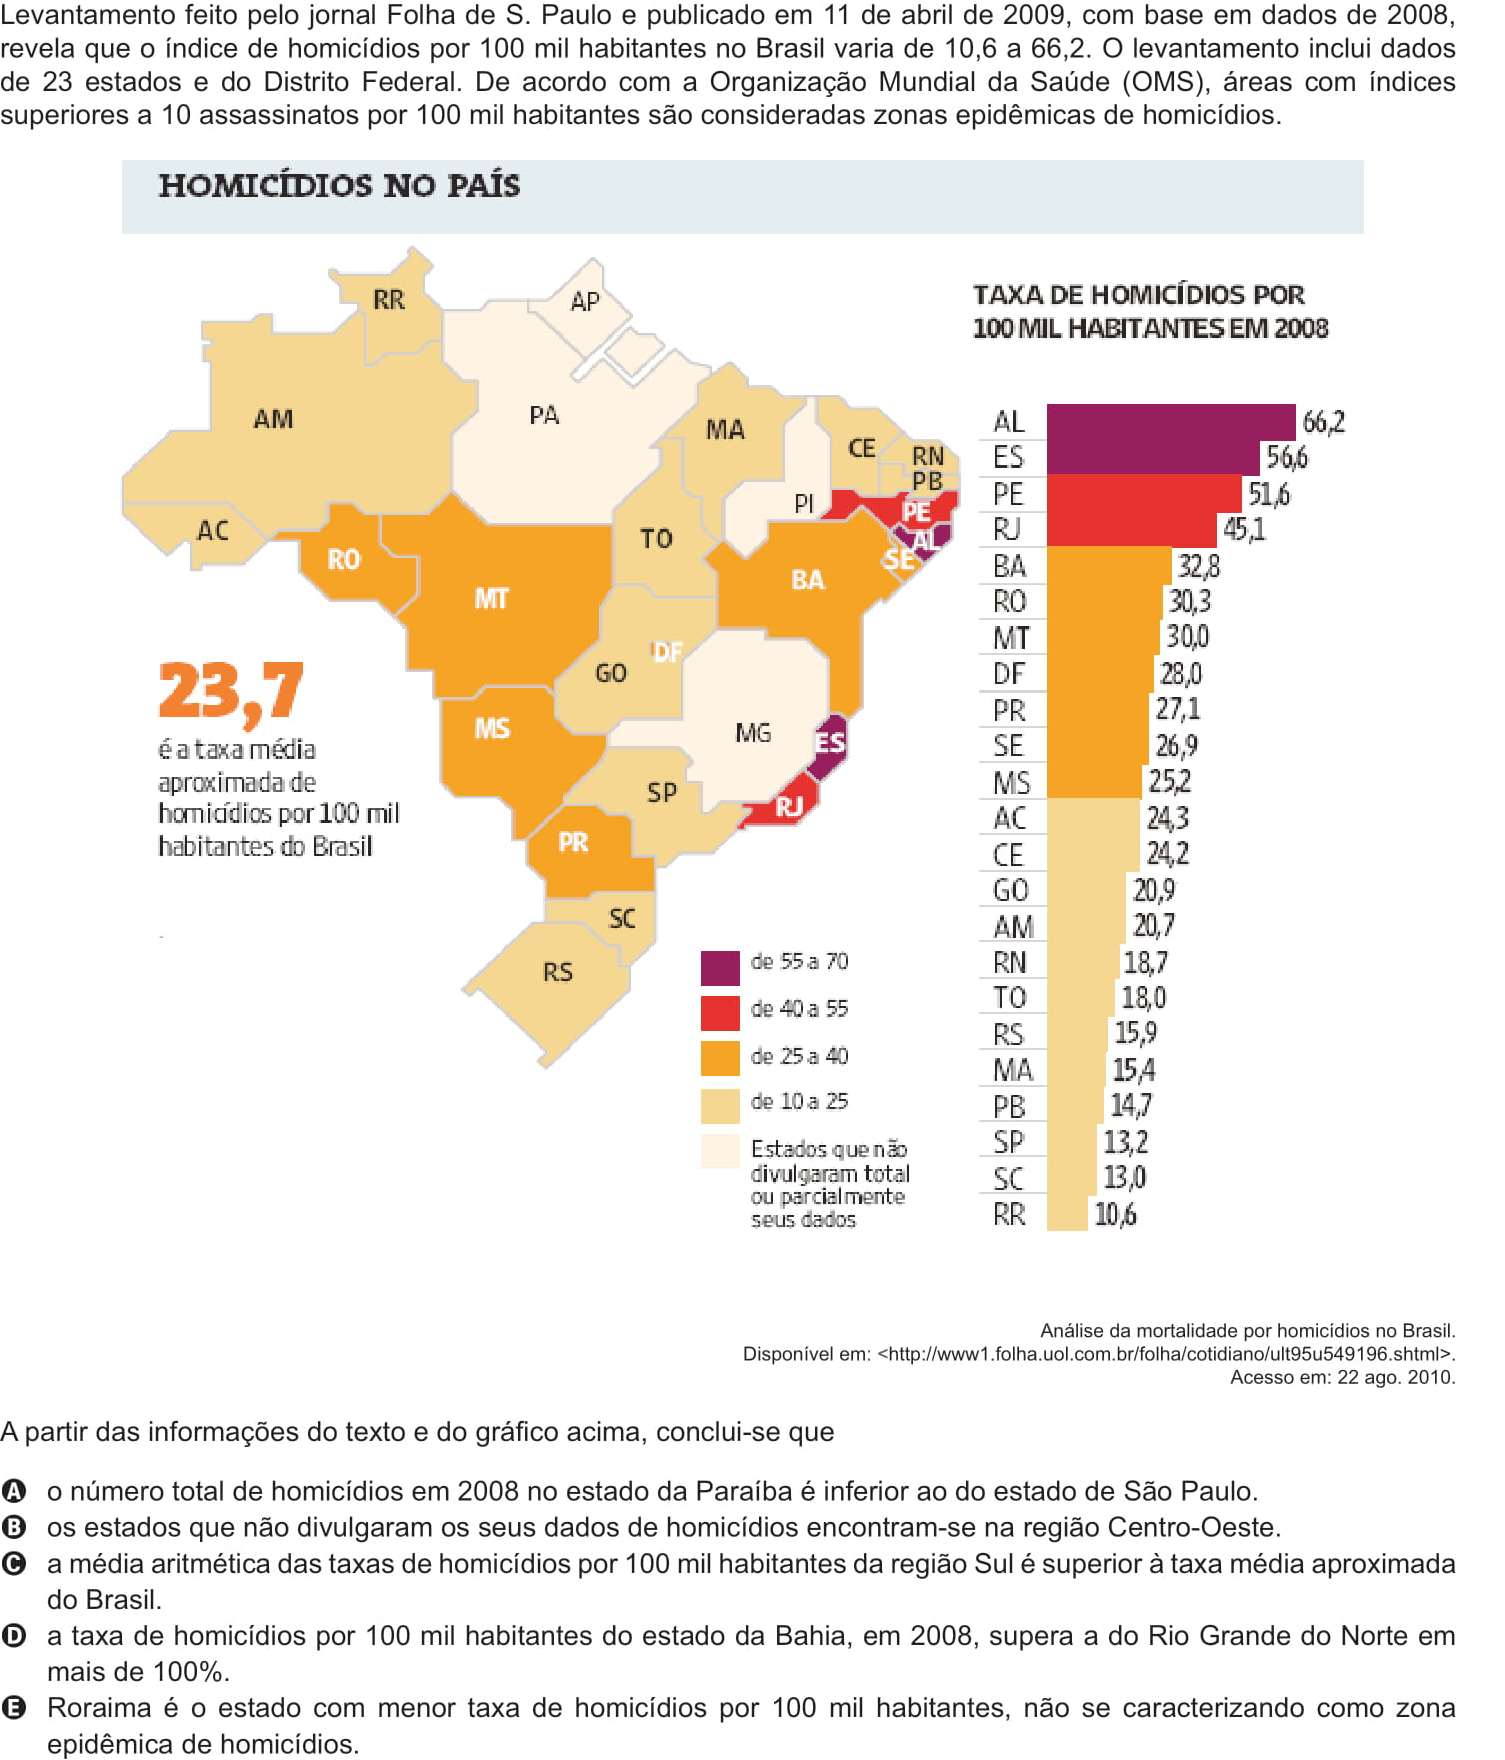 Levantamento feito pelo jornal Folha de S. Paulo e publicado em 11 de abril de 2009, com base em dados de 2008,
revela que o índice de homicídios por 100 mil habitantes no Brasil varia de 10,6 a 66,2. O levantamento inclui dados
de 23 estados e do Distrito Federal. De acordo com a Organização Mundial da Saúde (OMS), áreas com índices
superiores a 10 assassinatos por 100 mil habitantes são consideradas zonas epidêmicas de homicídios.
HOMICÍDIOS NO PAÍS
RR
AP
AM
PA
MA
CE
RN
PB
PI
PE
AL
SE
AC
RO
TO
MT
BA
GO
DF
MS
MG
ES
SP
RJ
PR
SC
RS
23,7
é a taxa média
aproximada de
homicídios por 100 mil
habitantes do Brasil
de 55 a 70
de 40 a 55
de 25 a 40
de 10 a 25
Estados que não
divulgaram total
ou parcialmente
seus dados
TAXA DE HOMICÍDIOS POR
100 MIL HABITANTES EM 2008
AL 66,2
ES 56,6
PE 51,6
RJ 45,1
BA 32,8
RO 30,3
MT 30,0
DF 28,0
PR 27,1
SE 26,9
MS 25,2
AC 24,3
CE 24,2
GO 20,9
AM 20,7
RN 18,7
TO 18,0
RS 15,9
MA 15,4
PB 14,7
SP 13,2
SC 13,0
RR 10,6
Análise da mortalidade por homicídios no Brasil.
Disponível em: <http://www1.folha.uol.com.br/folha/cotidiano/ult95u549196.shtml>.
Acesso em: 22 ago. 2010.
A partir das informações do texto e do gráfico acima, conclui-se que
A o número total de homicídios em 2008 no estado da Paraíba é inferior ao do estado de São Paulo.
B os estados que não divulgaram os seus dados de homicídios encontram-se na região Centro-Oeste.
C a média aritmética das taxas de homicídios por 100 mil habitantes da região Sul é superior à taxa média aproximada
do Brasil.
D a taxa de homicídios por 100 mil habitantes do estado da Bahia, em 2008, supera a do Rio Grande do Norte em
mais de 100%.
E Roraima é o estado com menor taxa de homicídios por 100 mil habitantes, não se caracterizando como zona
epidêmica de homicídios.